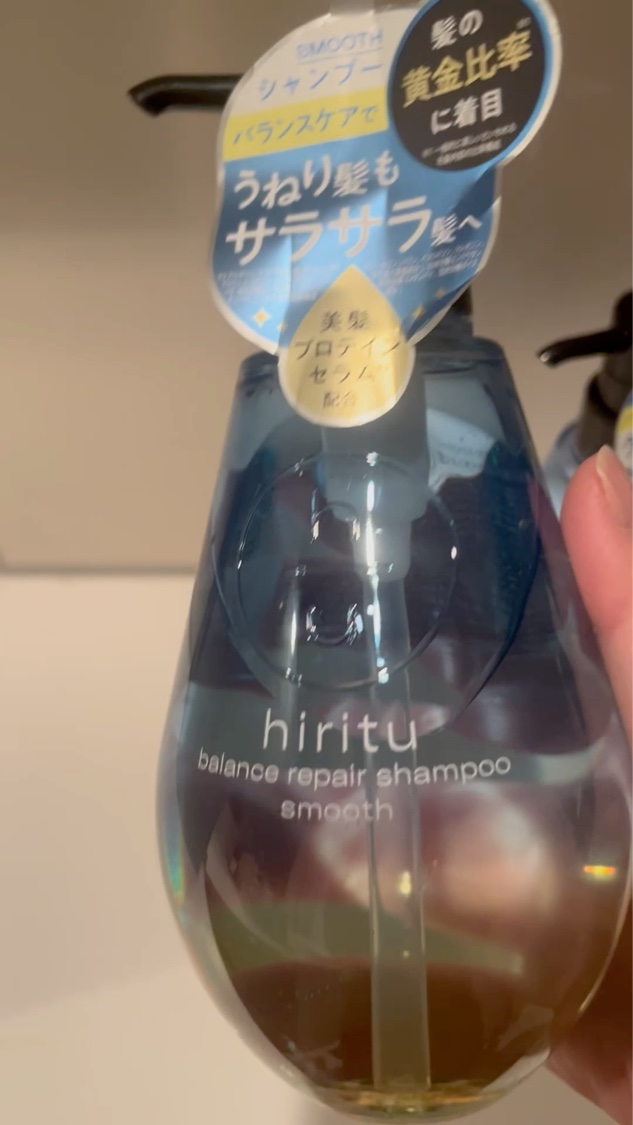 SMOOTH
シャンプー
バランスケアで
うねり髪も
サラサラ髪へ
髪の
黄金比率
に着目
美髪
プロテイン
セラム
配合
hiritu
balance repair shampoo
smooth